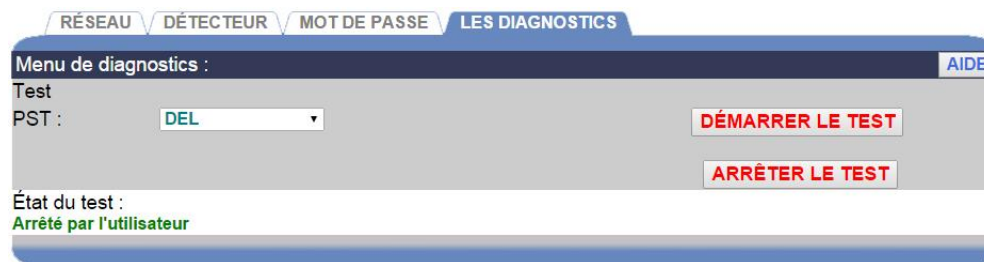 RÉSEAU DÉTECTEUR MOT DE PASSE LES DIAGNOSTICS
Menu de diagnostics : AIDE
Test
PST : DEL DÉMARRER LE TEST
ARRÊTER LE TEST
État du test :
Arrêté par l'utilisateur